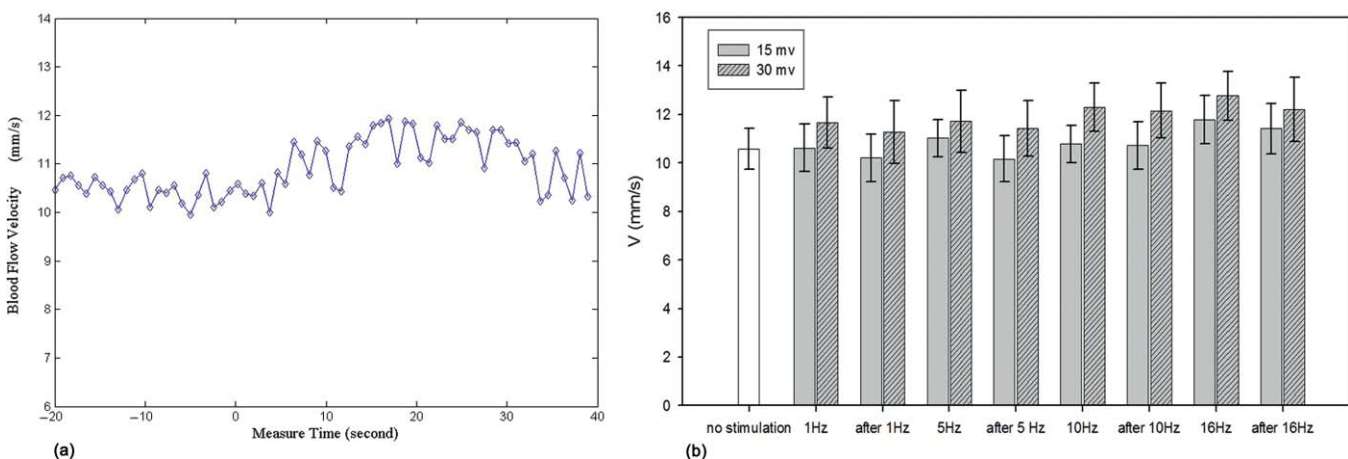 14
13
12
11
10
9
8
7
6
Blood Flow Velocity (mm/s)
−20 −10 0 10 20 30 40
Measure Time (second)
(a)
16
14
12
10
8
6
4
2
0
V (mm/s)
15 mv
30 mv
no stimulation 1Hz after 1Hz 5Hz after 5 Hz 10Hz after 10Hz 16Hz after 16Hz
(b)